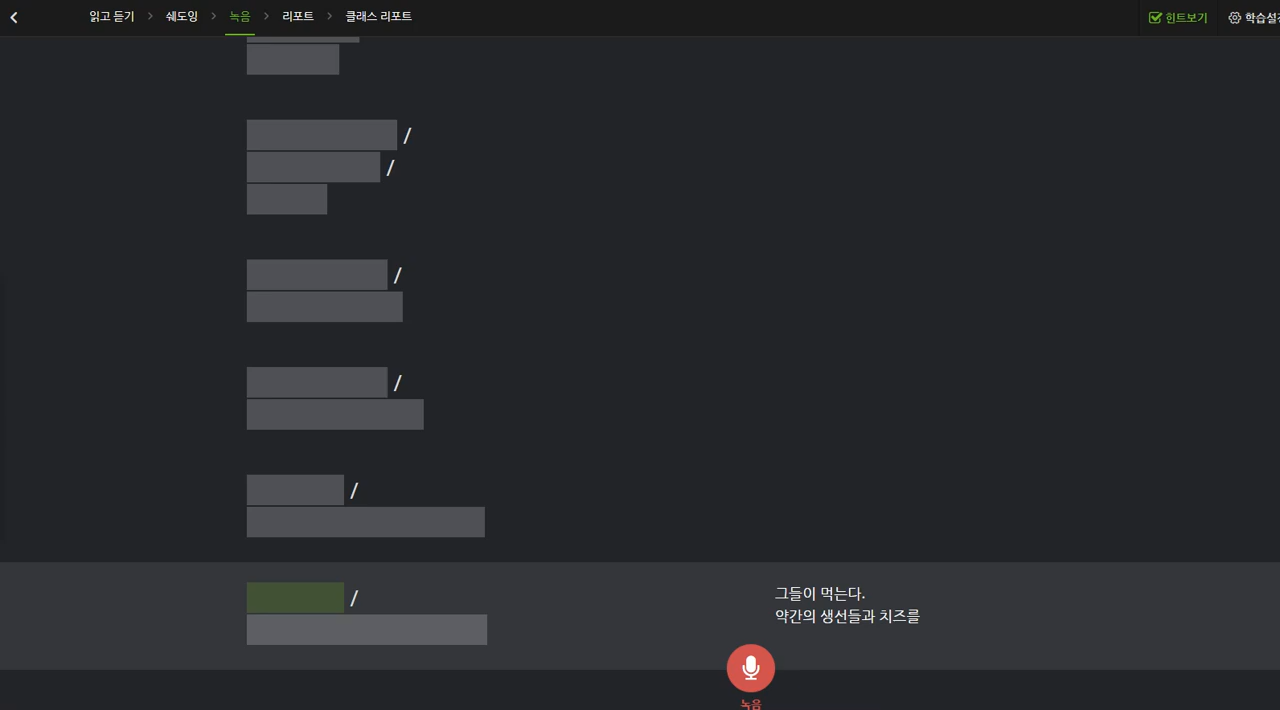 읽고 듣기 > 쉐도잉 > 녹음 > 리포트 > 클래스 리포트
힌트보기
학습설정
/
/
/
/
/
/
그들이 먹는다.
약간의 생선들과 치즈를
녹음